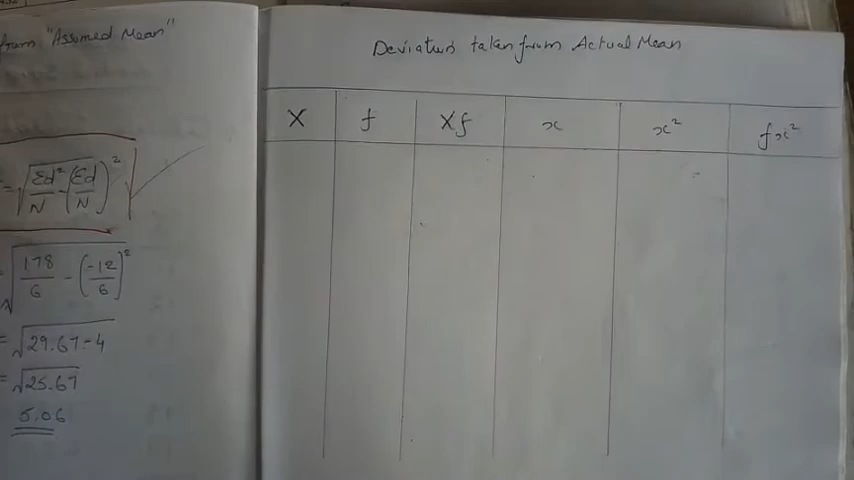 from "Assumed Mean"
= √Σd²/N - (Σd/N)²
= √178/6 - (-12/6)²
= √29.67-4
= √25.67
5.06
Deviations taken from Actual Mean
X f Xf x x² fx²